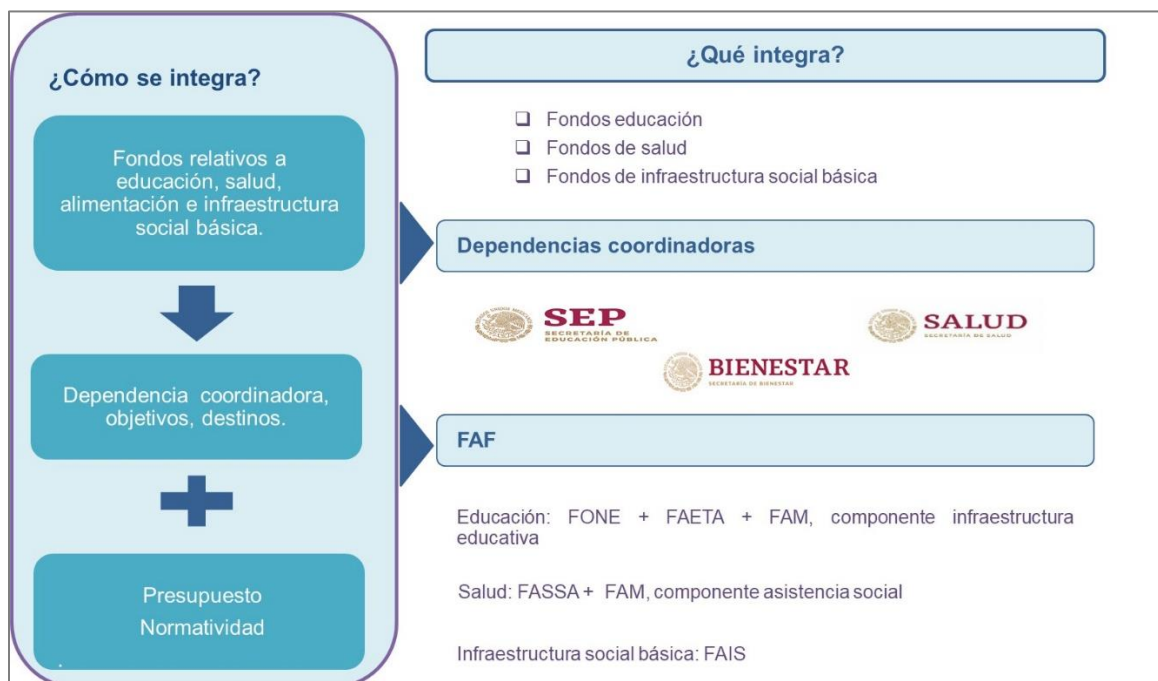 ¿Cómo se integra?
Fondos relativos a
educación, salud,
alimentación e infraestructura
social básica.
Dependencia coordinadora,
objetivos, destinos.
Presupuesto
Normatividad
.
¿Qué integra?
Fondos educación
Fondos de salud
Fondos de infraestructura social básica
Dependencias coordinadoras
SEP
SECRETARÍA DE
EDUCACIÓN PÚBLICA
SALUD
SECRETARÍA DE SALUD
BIENESTAR
SECRETARÍA DE BIENESTAR
FAF
Educación: FONE + FAETA + FAM, componente infraestructura
educativa
Salud: FASSA + FAM, componente asistencia social
Infraestructura social básica: FAIS